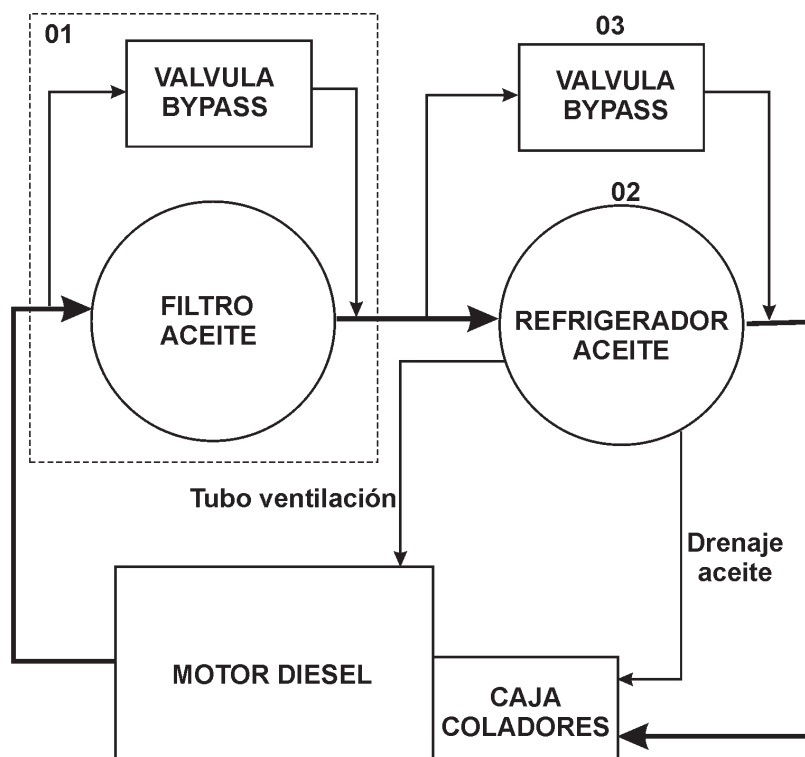 01
VALVULA
BYPASS
03
VALVULA
BYPASS
02
FILTRO
ACEITE
REFRIGERADOR
ACEITE
Tubo ventilación
Drenaje
aceite
MOTOR DIESEL
CAJA
COLADORES